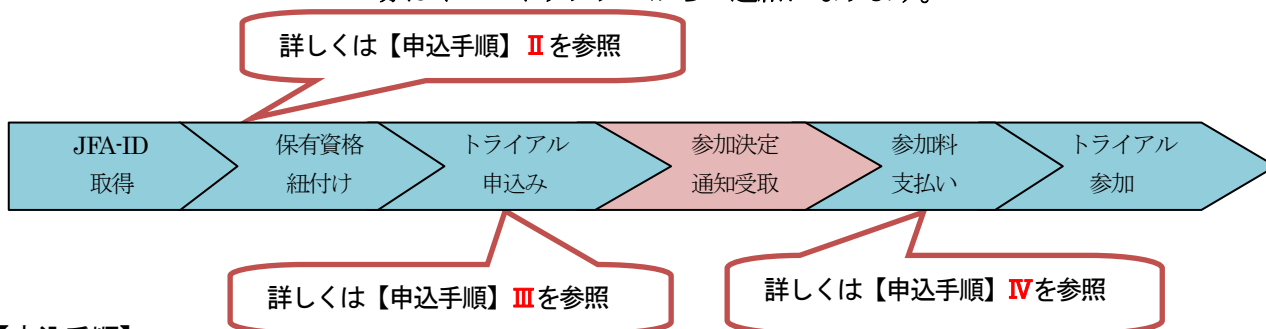 詳しくは【申込手順】Ⅱを参照
JFA-ID
取得
保有資格
紐付け
トライアル
申込み
参加決定
通知受取
参加料
支払い
トライアル
参加
詳しくは【申込手順】Ⅲを参照
詳しくは【申込手順】Ⅳを参照